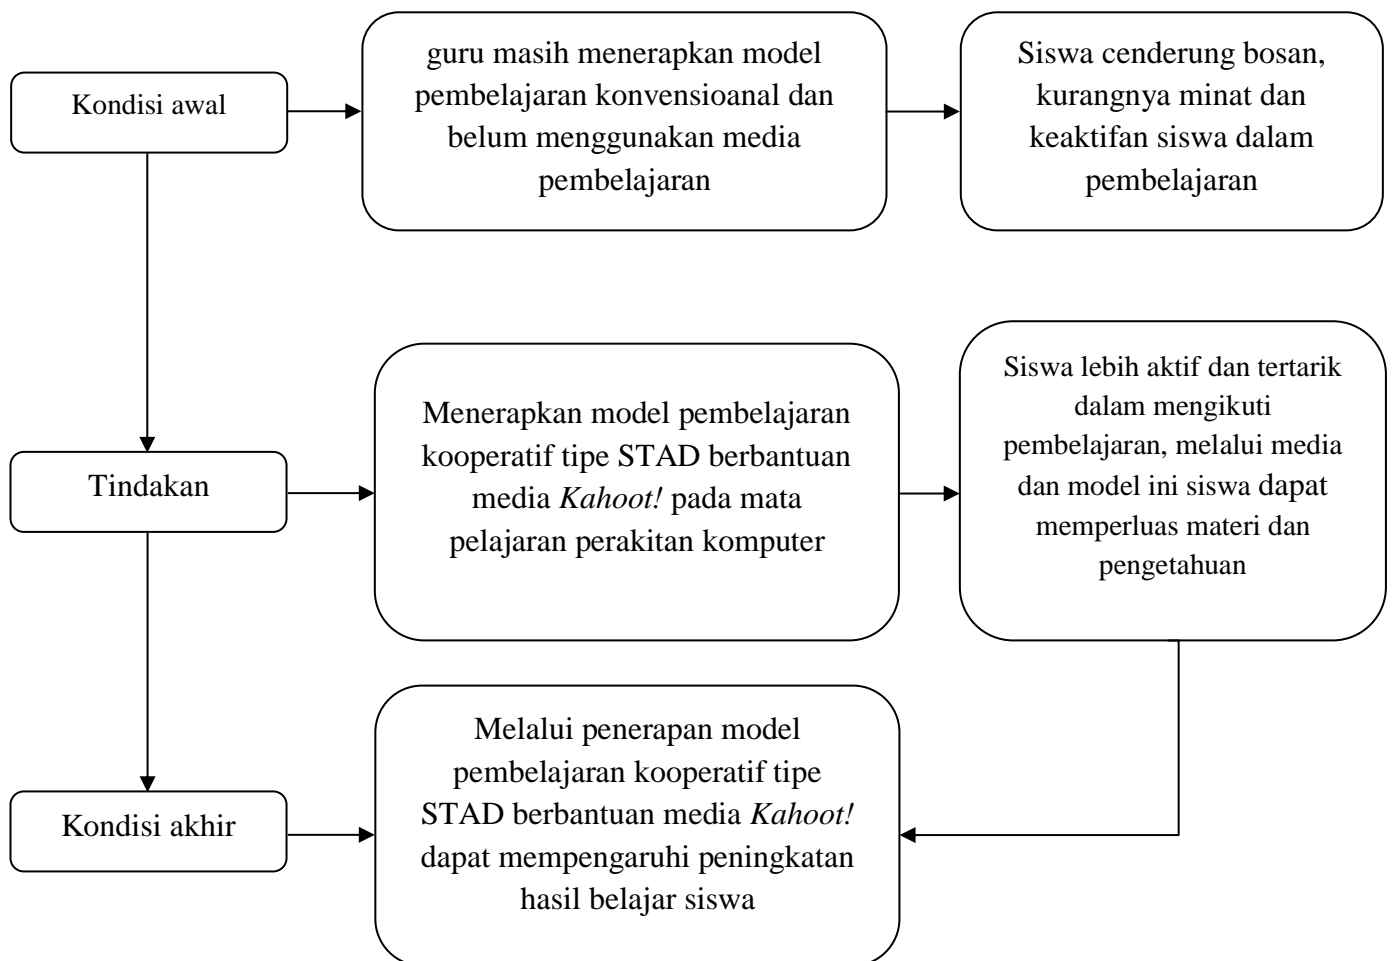 Kondisi awal
guru masih menerapkan model
pembelajaran konvensioanal dan
belum menggunakan media
pembelajaran
Siswa cenderung bosan,
kurangnya minat dan
keaktifan siswa dalam
pembelajaran
Tindakan
Menerapkan model pembelajaran
kooperatif tipe STAD berbantuan
media Kahoot! pada mata
pelajaran perakitan komputer
Siswa lebih aktif dan tertarik
dalam mengikuti
pembelajaran, melalui media
dan model ini siswa dapat
memperluas materi dan
pengetahuan
Kondisi akhir
Melalui penerapan model
pembelajaran kooperatif tipe
STAD berbantuan media Kahoot!
dapat mempengaruhi peningkatan
hasil belajar siswa